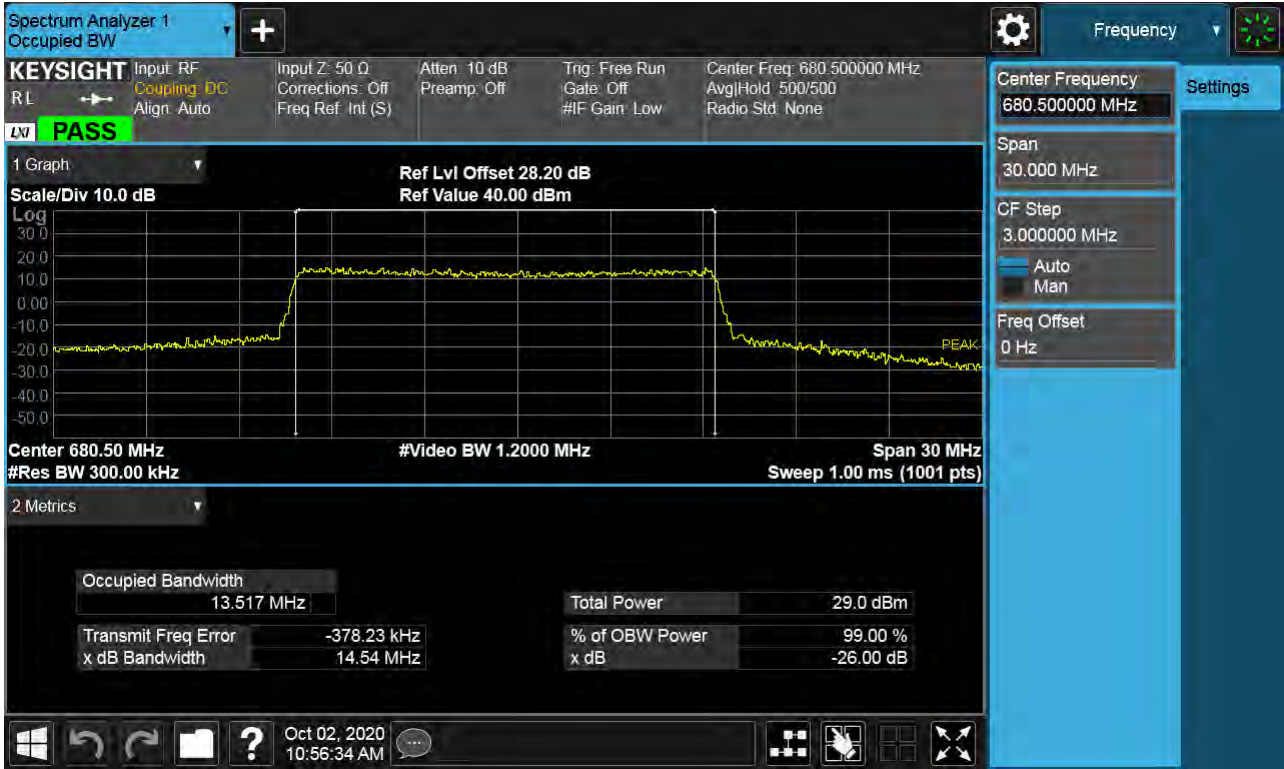 Spectrum Analyzer 1
Occupied BW
Frequency
KEYSIGHT
RL
LXI
PASS
Input: RF
Coupling: DC
Align: Auto
Input Z: 50 Ω
Corrections: Off
Freq Ref: Int (S)
Atten: 10 dB
Preamp: Off
Trig: Free Run
Gate: Off
#IF Gain: Low
Center Freq: 680.500000 MHz
Avg|Hold: 500/500
Radio Std: None
1 Graph
Scale/Div 10.0 dB
Ref Lvl Offset 28.20 dB
Ref Value 40.00 dBm
Log
30.0
20.0
10.0
0.00
-10.0
-20.0
-30.0
-40.0
-50.0
PEAK
Center 680.50 MHz
#Video BW 1.2000 MHz
Span 30 MHz
#Res BW 300.00 kHz
Sweep 1.00 ms (1001 pts)
2 Metrics
Occupied Bandwidth
13.517 MHz
Transmit Freq Error -378.23 kHz
x dB Bandwidth 14.54 MHz
Total Power 29.0 dBm
% of OBW Power 99.00 %
x dB -26.00 dB
Oct 02, 2020
10:56:34 AM
Center Frequency
680.500000 MHz
Settings
Span
30.000 MHz
CF Step
3.000000 MHz
Auto
Man
Freq Offset
0 Hz